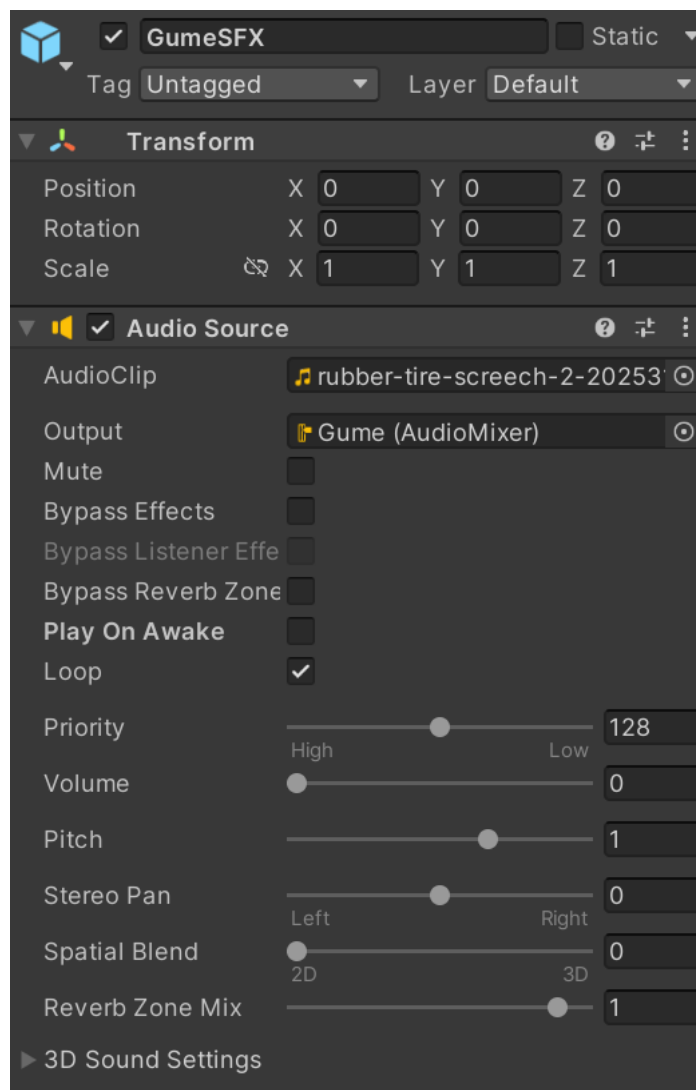 GumeSFX Static
Tag Untagged Layer Default
Transform
Position X 0 Y 0 Z 0
Rotation X 0 Y 0 Z 0
Scale X 1 Y 1 Z 1
Audio Source
AudioClip rubber-tire-screech-2-20253
Output Gume (AudioMixer)
Mute
Bypass Effects
Bypass Listener Effe
Bypass Reverb Zone
Play On Awake
Loop
Priority 128
High Low
Volume 0
Pitch 1
Stereo Pan 0
Left Right
Spatial Blend 0
2D 3D
Reverb Zone Mix 1
3D Sound Settings